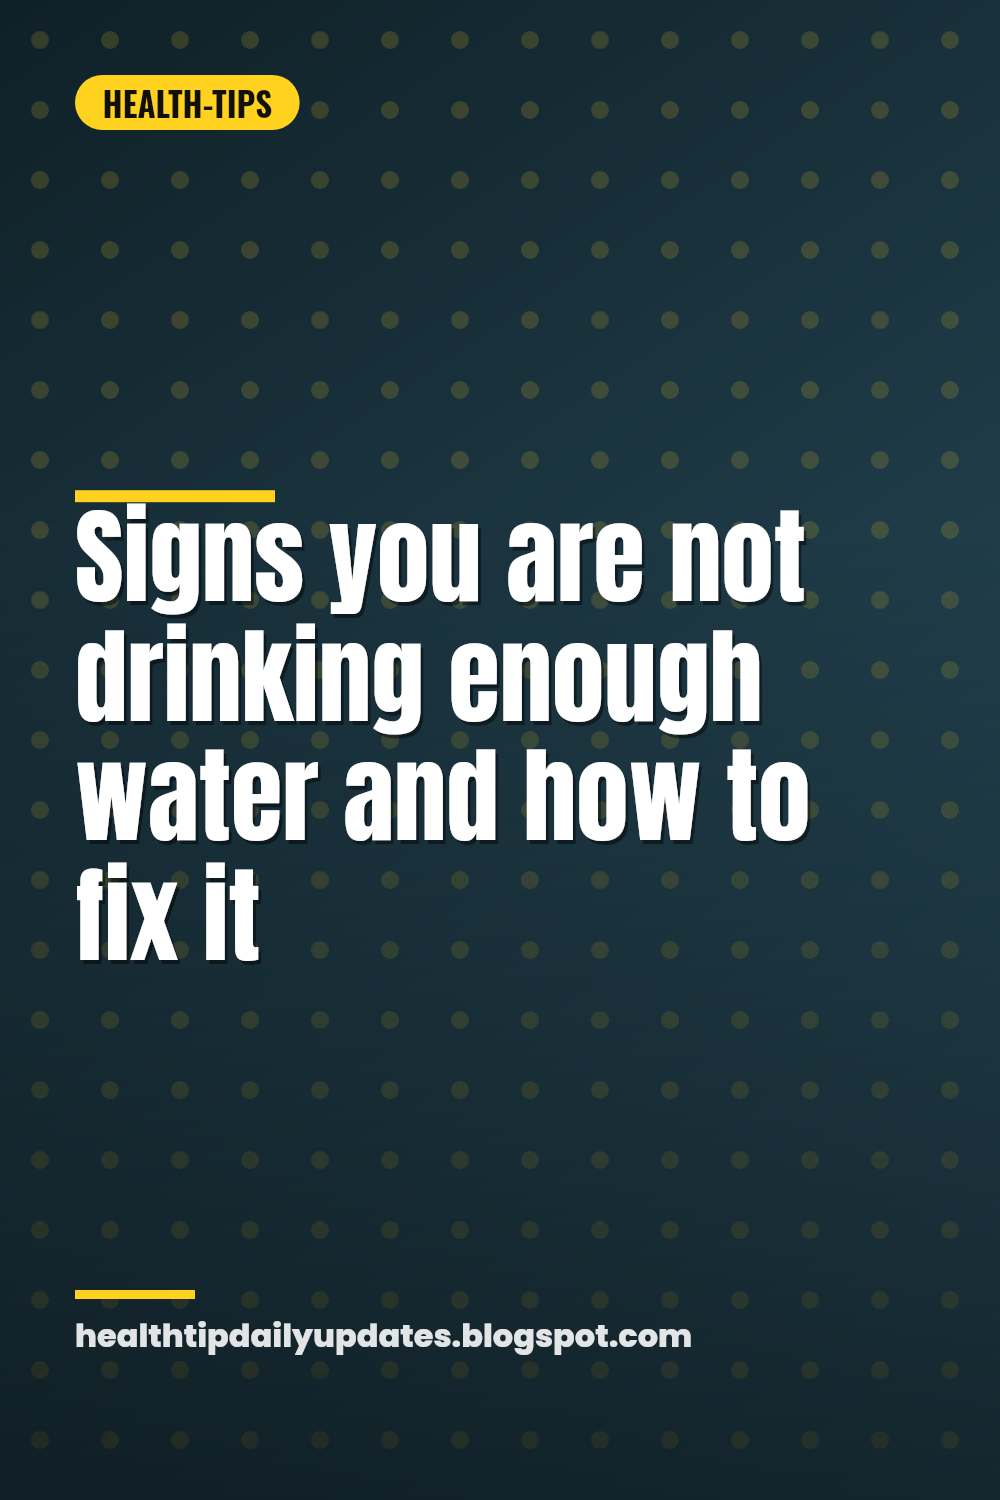 HEALTH-TIPS
Signs you are not
drinking enough
water and how to
fix it
healthtipdailyupdates.blogspot.com